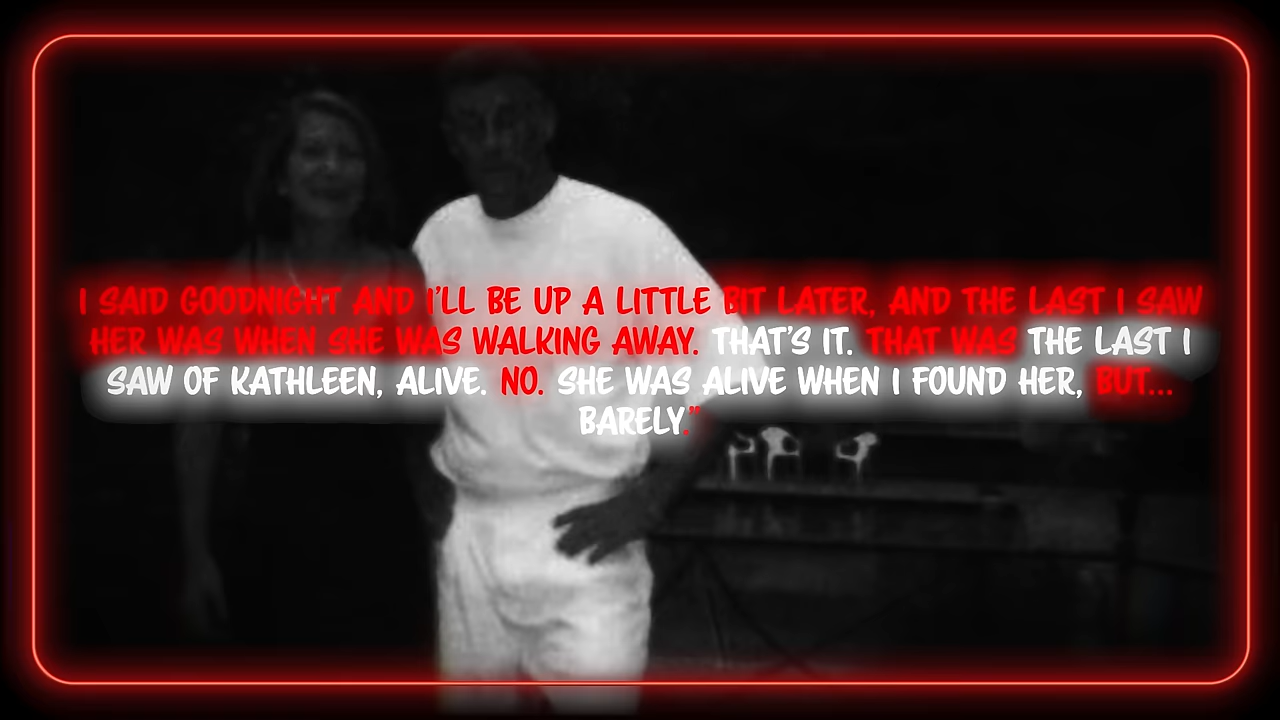 I SAID GOODNIGHT AND I'LL BE UP A LITTLE BIT LATER, AND THE LAST I SAW
HER WAS WHEN SHE WAS WALKING AWAY. THAT'S IT. THAT WAS THE LAST I
SAW OF KATHLEEN, ALIVE. NO. SHE WAS ALIVE WHEN I FOUND HER, BUT...
BARELY."